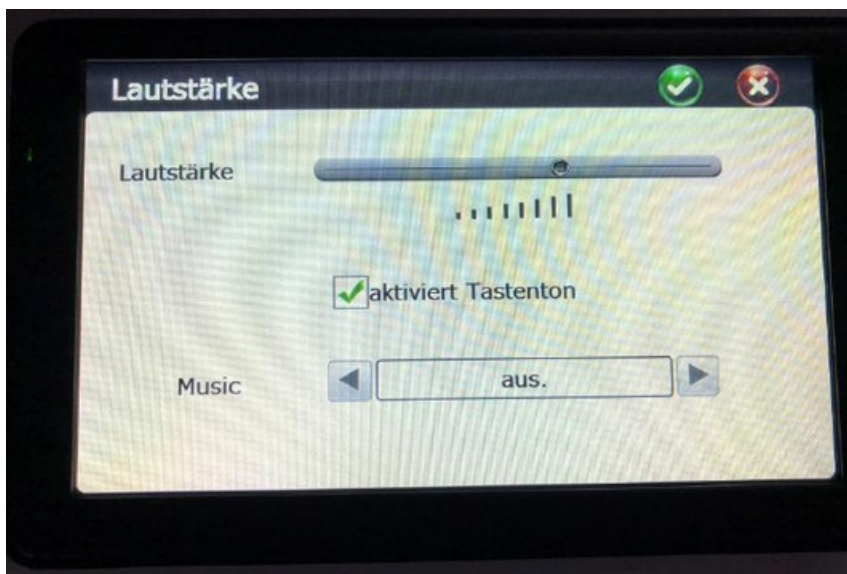 Lautstärke
Lautstärke
aktiviert Tastenton
Music
aus.